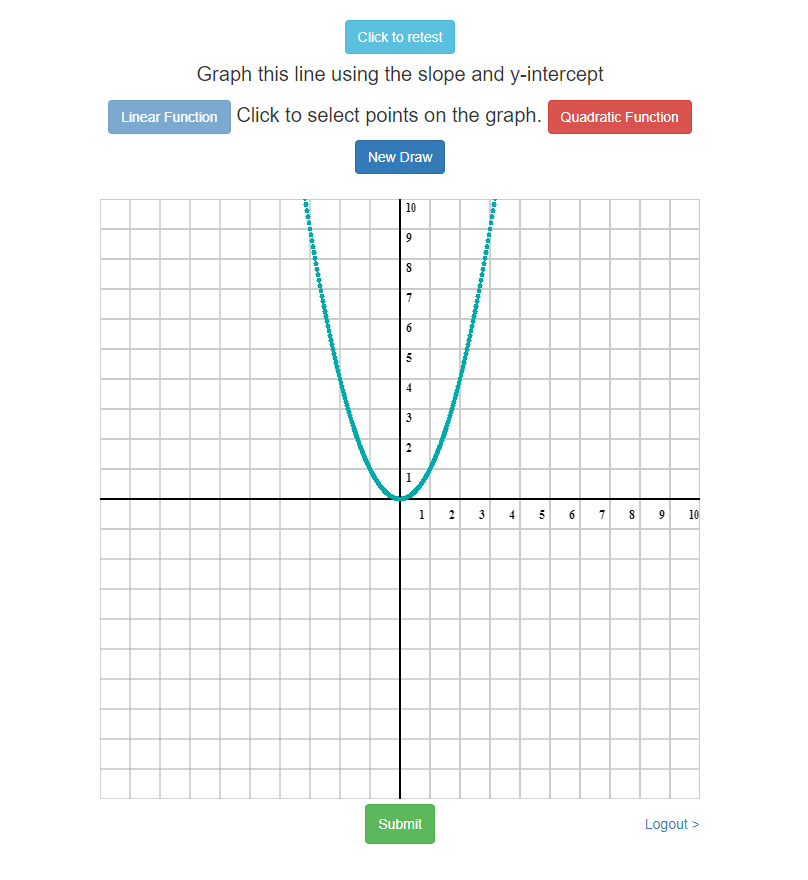 Click to retest
Graph this line using the slope and y-intercept
Linear Function Click to select points on the graph. Quadratic Function
New Draw
10
9
8
7
6
5
4
3
2
1
1 2 3 4 5 6 7 8 9 10
Submit
Logout >